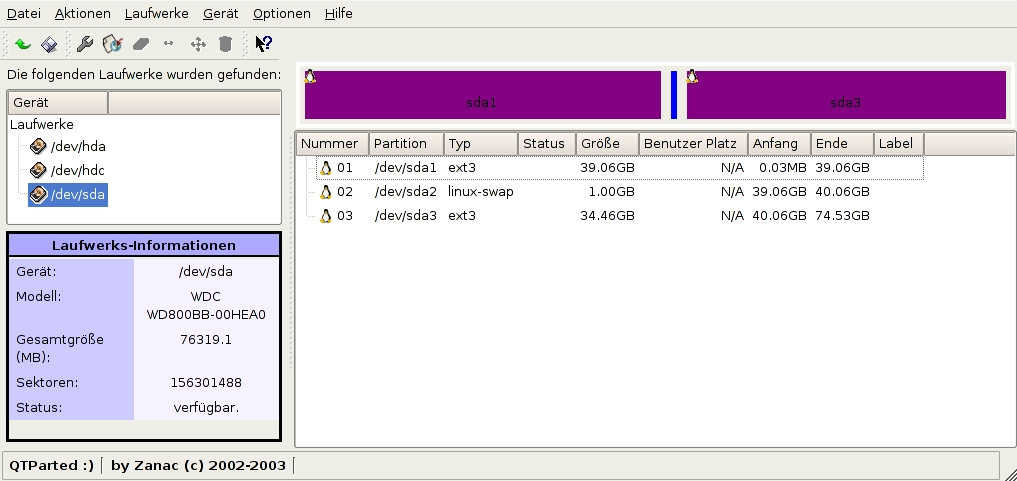 Datei Aktionen Laufwerke Gerät Optionen Hilfe
Die folgenden Laufwerke wurden gefunden:
Gerät
Laufwerke
/dev/hda
/dev/hdc
/dev/sda
Laufwerks-Informationen
Gerät: /dev/sda
Modell: WDC
WD800BB-00HEA0
Gesamtgröße 76319.1
(MB):
Sektoren: 156301488
Status: verfügbar.
sda1 sda3
Nummer Partition Typ Status Größe Benutzer Platz Anfang Ende Label
01 /dev/sda1 ext3 39.06GB N/A 0.03MB 39.06GB
02 /dev/sda2 linux-swap 1.00GB N/A 39.06GB 40.06GB
03 /dev/sda3 ext3 34.46GB N/A 40.06GB 74.53GB
QTParted :) by Zanac (c) 2002-2003